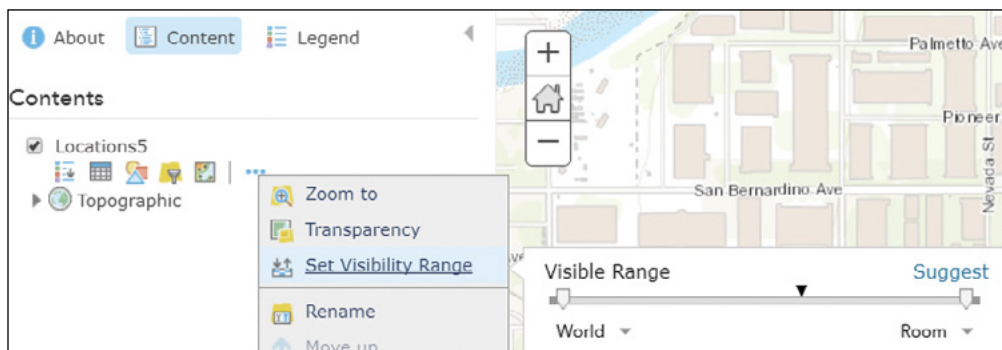 About Content Legend
Contents
Locations5
Topographic
Zoom to
Transparency
Set Visibility Range
Rename
Move up
Palmetto Ave
Pioneer
Nevada St
San Bernardino Ave
Ave
Visible Range Suggest
World Room